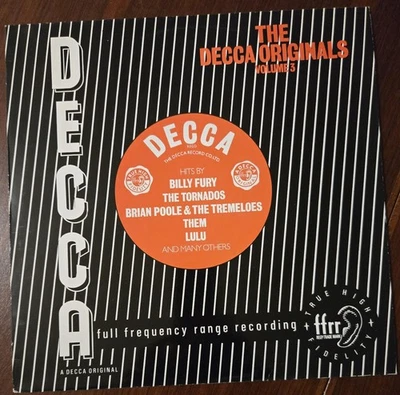 THE
DECCA ORIGINALS
VOLUME 3
DECCA
DECCA
THE DECCA RECORD CO. LTD.
HITS BY
BILLY FURY
THE TORNADOS
BRIAN POOLE & THE TREMELOES
THEM
LULU
AND MANY OTHERS
full frequency range recording
TRUE HIGH FIDELITY
ffrr
A DECCA ORIGINAL